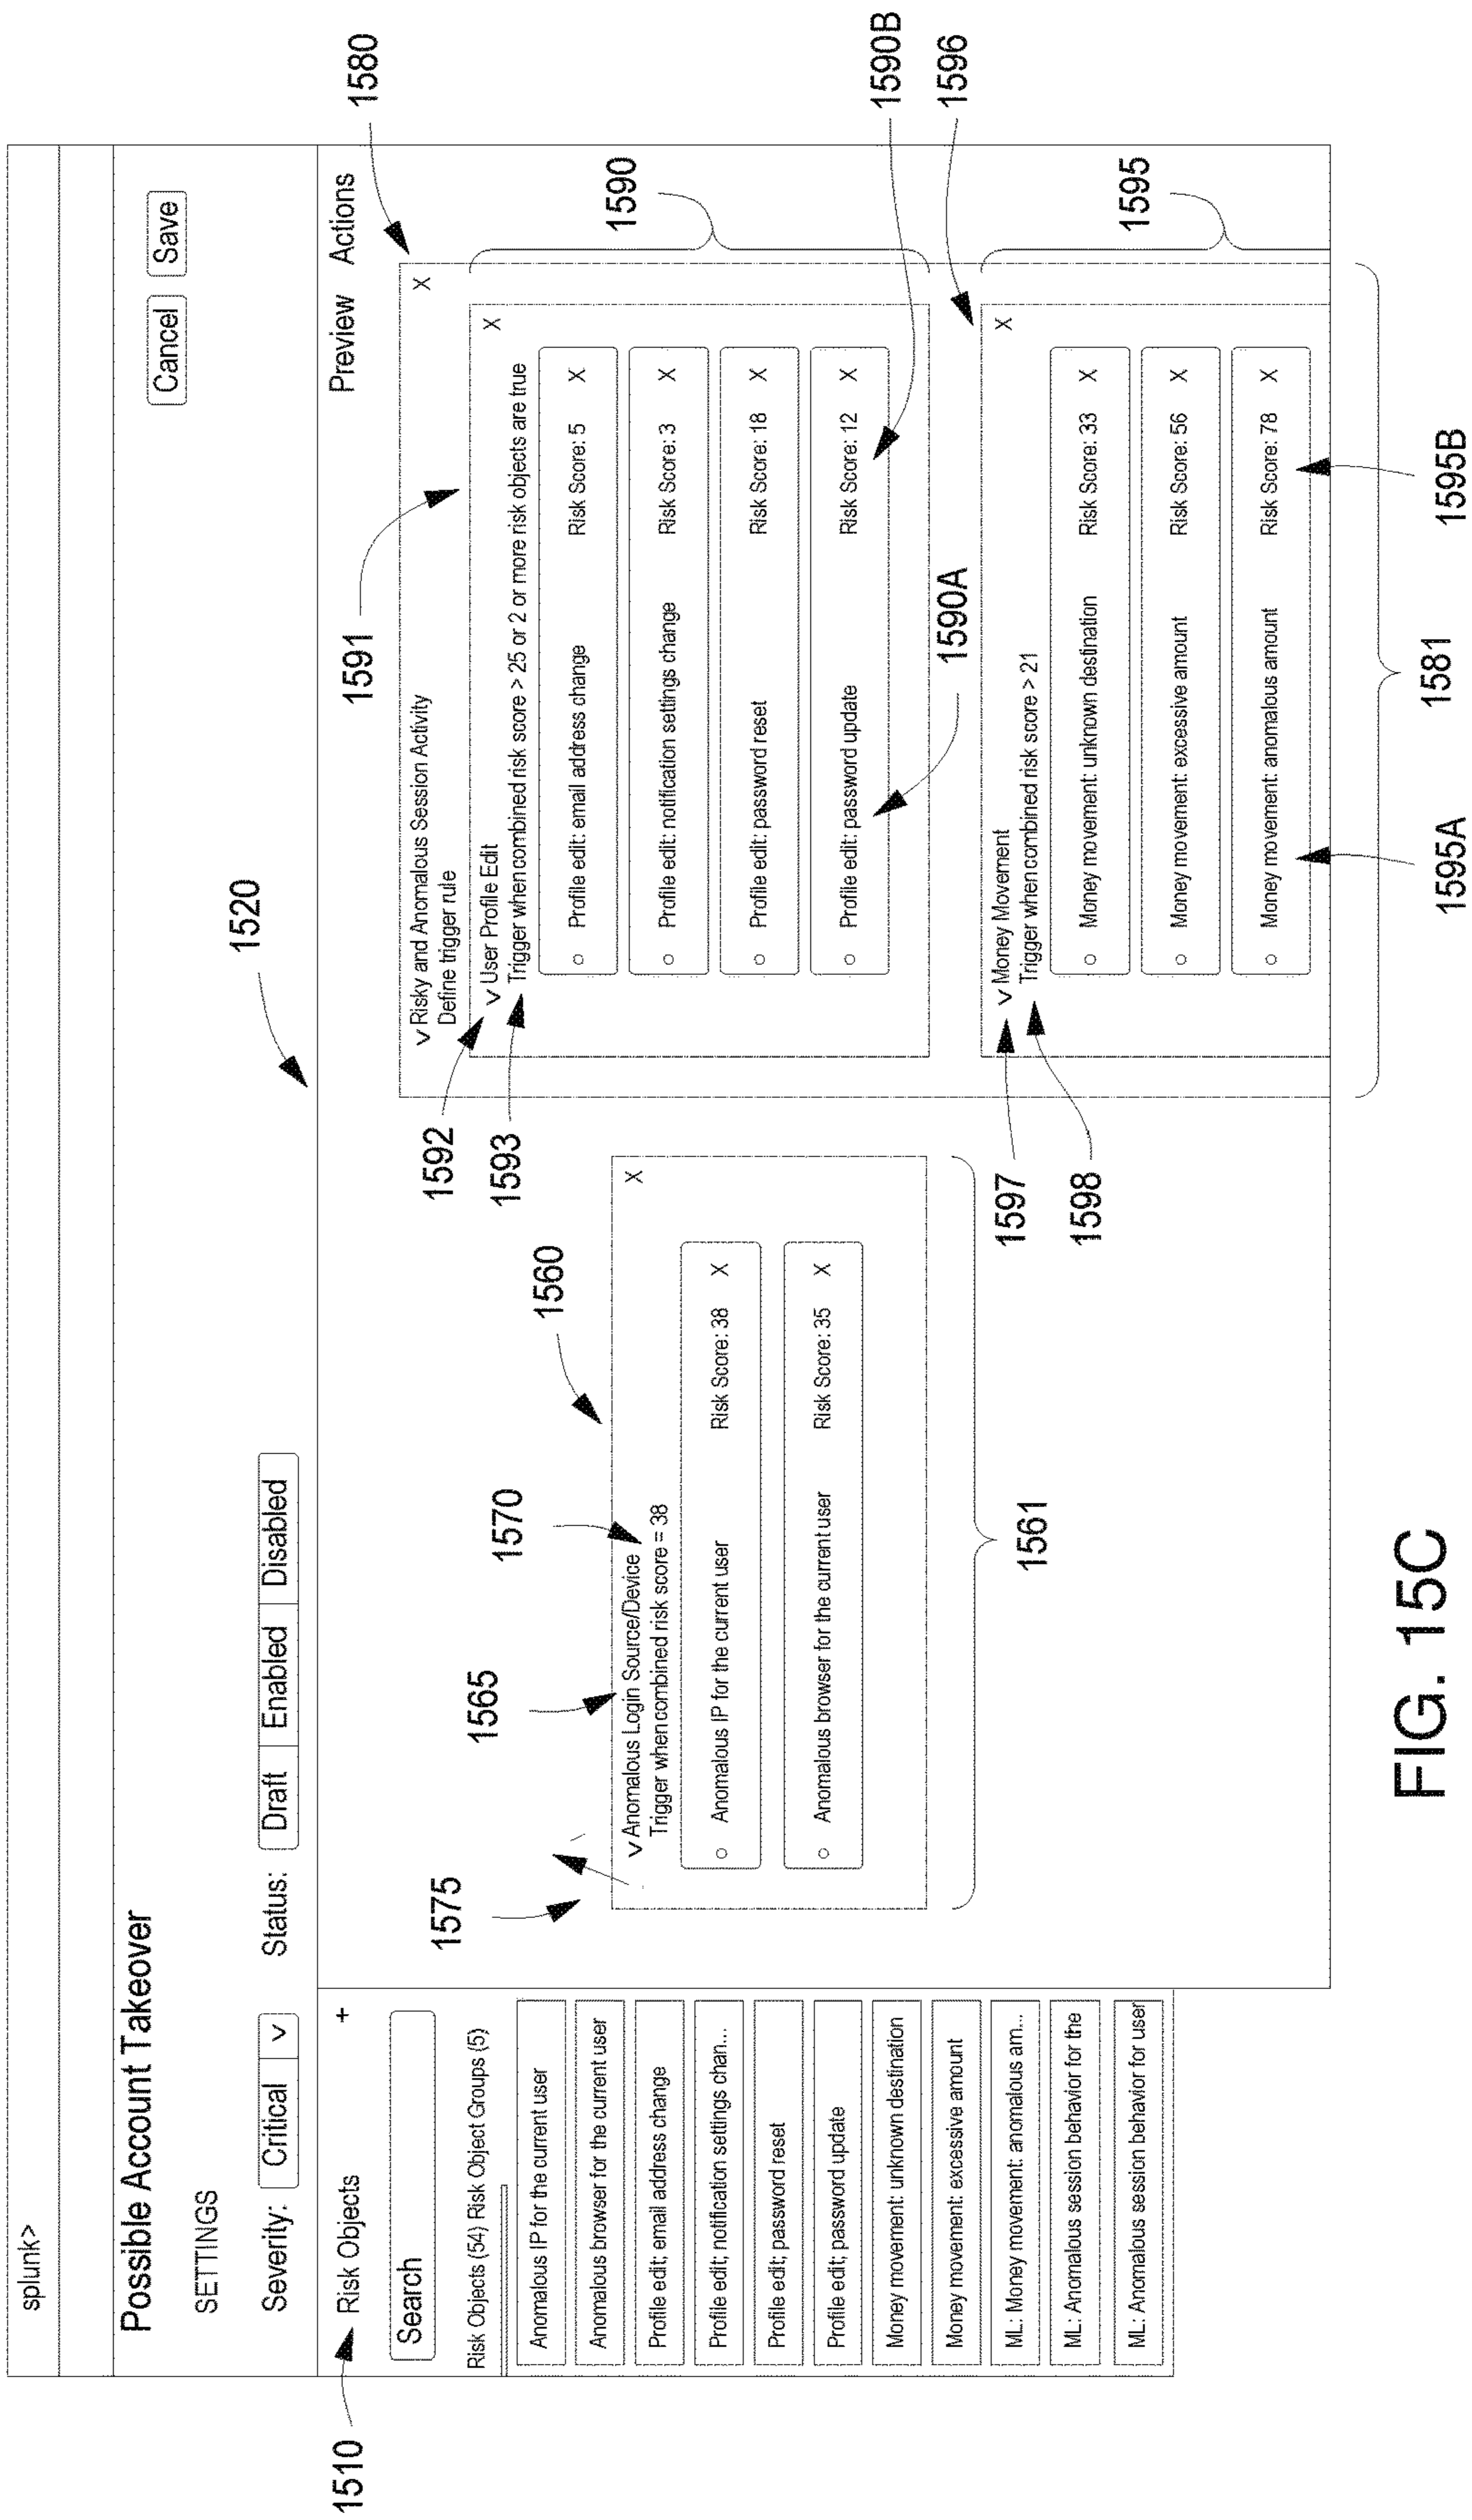 splunk>
Possible Account Takeover
SETTINGS
Cancel
Save
Severity: Critical V
Status: Draft Enabled Disabled
1520
1510
Risk Objects +
Search
Risk Objects (54) Risk Object Groups (5)
Anomalous IP for the current user
Anomalous browser for the current user
Profile edit; email address change
Profile edit; notification settings chan...
Profile edit; password reset
Profile edit; password update
Money movement: unknown destination
Money movement: excessive amount
ML: Money movement: anomalous am...
ML: Anomalous session behavior for the
ML: Anomalous session behavior for user
Preview Actions
1575
1565
1570
1560
V Anomalous Login Source/Device X
Trigger when combined risk score = 38
Anomalous IP for the current user Risk Score: 38 X
Anomalous browser for the current user Risk Score: 35 X
1561
1580
V Risky and Anomalous Session Activity X
Define trigger rule
1591
1592
1593
V User Profile Edit X
Trigger when combined risk score > 25 or 2 or more risk objects are true
Profile edit: email address change Risk Score: 5 X
Profile edit: notification settings change Risk Score: 3 X
Profile edit: password reset Risk Score: 18 X
Profile edit: password update Risk Score: 12 X
1590
1590A
1590B
1596
1597
1598
V Money Movement X
Trigger when combined risk score > 21
Money movement: unknown destination Risk Score: 33 X
Money movement: excessive amount Risk Score: 56 X
Money movement: anomalous amount Risk Score: 78 X
1595
1595A
1581
1595B
FIG. 15C